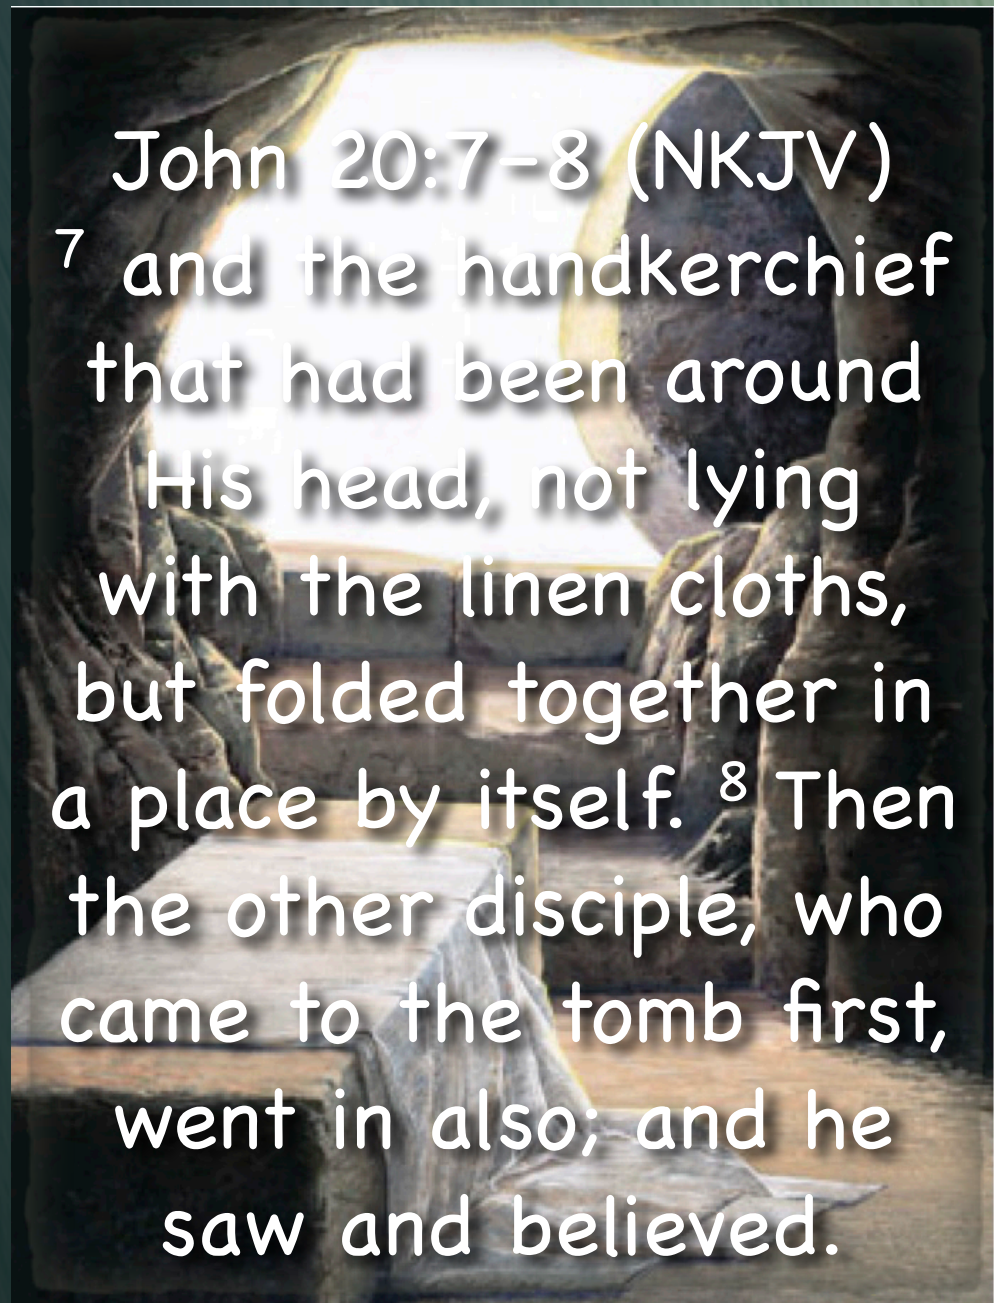 John 20:7–8 (NKJV)
7 and the handkerchief
that had been around
His head, not lying
with the linen cloths,
but folded together in
a place by itself. 8 Then
the other disciple, who
came to the tomb first,
went in also; and he
saw and believed.